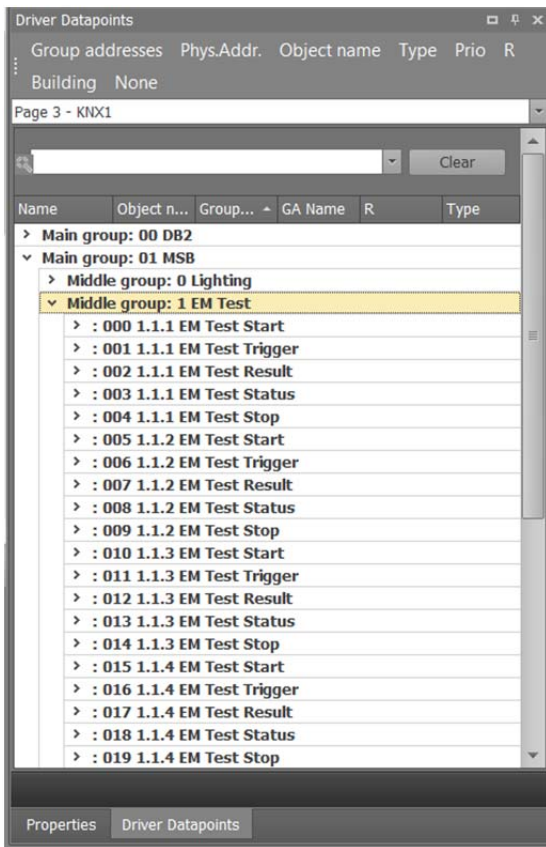 Driver Datapoints
Group addresses Phys.Addr. Object name Type Prio R
Building None
Page 3 - KNX1
Clear
Name Object n... Group... GA Name R Type
> Main group: 00 DB2
Main group: 01 MSB
> Middle group: 0 Lighting
Middle group: 1 EM Test
> : 000 1.1.1 EM Test Start
> : 001 1.1.1 EM Test Trigger
> : 002 1.1.1 EM Test Result
> : 003 1.1.1 EM Test Status
> : 004 1.1.1 EM Test Stop
> : 005 1.1.2 EM Test Start
> : 006 1.1.2 EM Test Trigger
> : 007 1.1.2 EM Test Result
> : 008 1.1.2 EM Test Status
> : 009 1.1.2 EM Test Stop
> : 010 1.1.3 EM Test Start
> : 011 1.1.3 EM Test Trigger
> : 012 1.1.3 EM Test Result
> : 013 1.1.3 EM Test Status
> : 014 1.1.3 EM Test Stop
> : 015 1.1.4 EM Test Start
> : 016 1.1.4 EM Test Trigger
> : 017 1.1.4 EM Test Result
> : 018 1.1.4 EM Test Status
> : 019 1.1.4 EM Test Stop
Properties Driver Datapoints